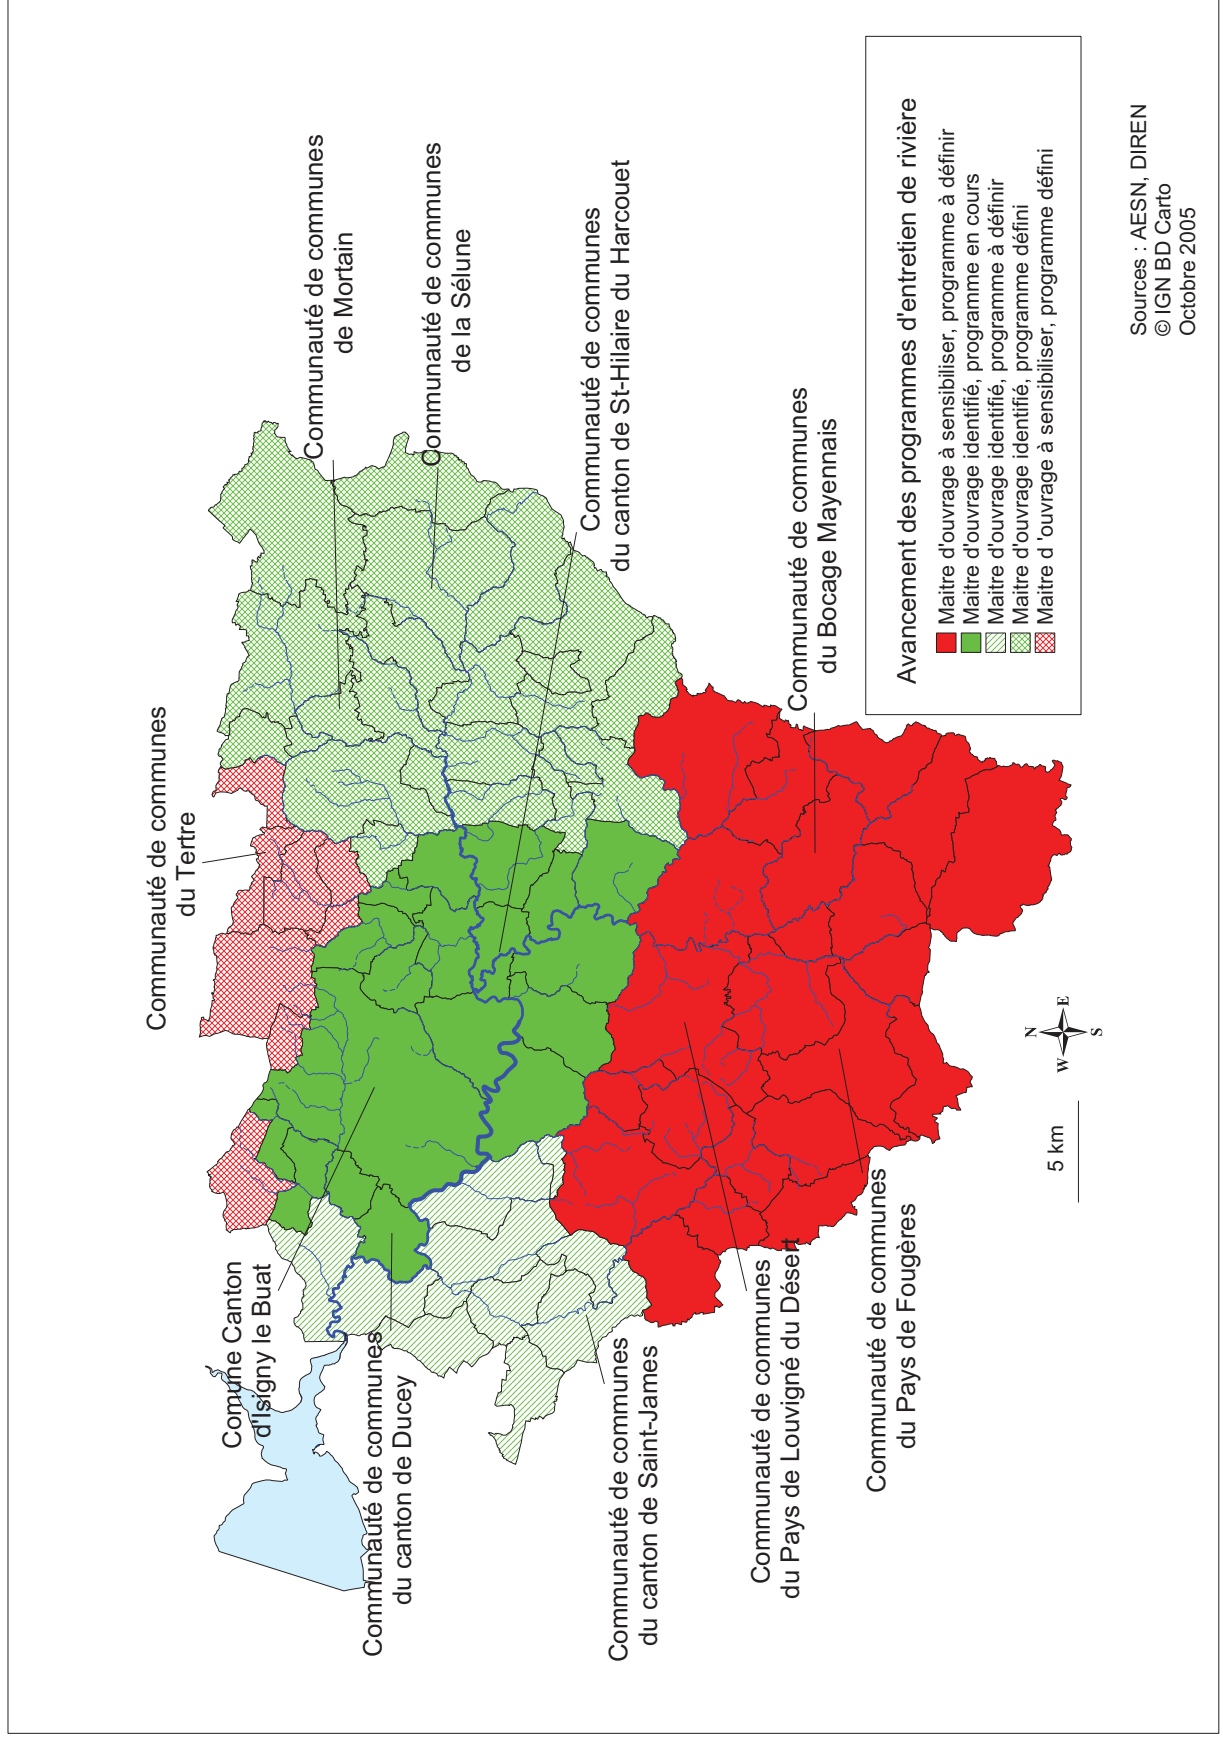 Communauté de communes
du Tertre
Communauté de communes
de Mortain
Comune Canton
d'Isigny le Buat
Communauté de communes
de la Sélune
Communauté de communes
du canton de Ducey
Communauté de communes
du canton de St-Hilaire du Harcouet
Communauté de communes
du canton de Saint-James
Communauté de communes
du Bocage Mayennais
Communauté de communes
du Pays de Louvigné du Désert
Communauté de communes
du Pays de Fougères
Avancement des programmes d'entretien de rivière
Maitre d'ouvrage à sensibiliser, programme à définir
Maitre d'ouvrage identifié, programme en cours
Maitre d'ouvrage identifié, programme à définir
Maitre d'ouvrage identifié, programme défini
Maitre d 'ouvrage à sensibiliser, programme défini
5 km
N
W E
S
Sources : AESN, DIREN
© IGN BD Carto
Octobre 2005